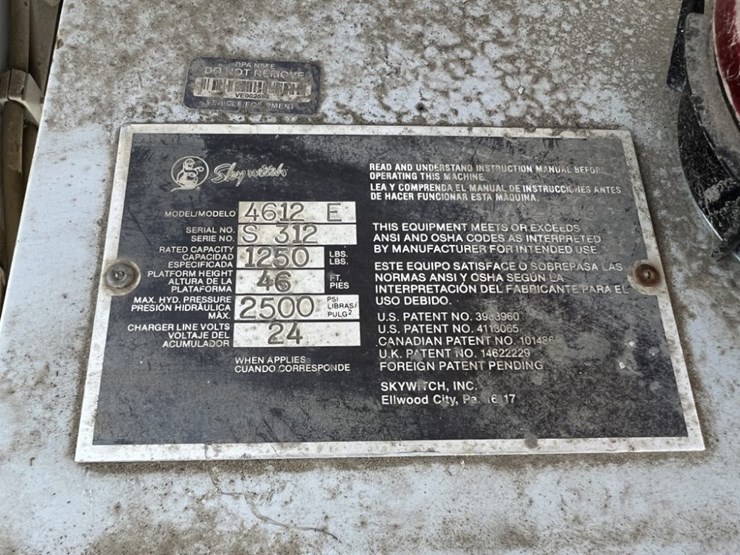 DO NOT REMOVE
VEHICLE EQUIPMENT
Skywitch
MODEL/MODELO 4612 E
SERIAL NO. S 312
SERIE NO.
RATED CAPACITY 1250 LBS.
CAPACIDAD LBS.
ESPECIFICADA
PLATFORM HEIGHT 46 FT.
ALTURA DE LA PIES
PLATAFORMA
MAX. HYD. PRESSURE 2500 PSI
PRESIÓN HIDRAULICA LIBRAS/
MÁX. PULG²
CHARGER LINE VOLTS 24
VOLTAJE DEL
ACUMULADOR
WHEN APPLIES
CUANDO CORRESPONDE
READ AND UNDERSTAND INSTRUCTION MANUAL BEFORE
OPERATING THIS MACHINE.
LEA Y COMPRENDA EL MANUAL DE INSTRUCCIONES ANTES
DE HACER FUNCIONAR ESTA MÁQUINA.
THIS EQUIPMENT MEETS OR EXCEEDS
ANSI AND OSHA CODES AS INTERPRETED
BY MANUFACTURER FOR INTENDED USE.
ESTE EQUIPO SATISFACE O SOBREPASA LAS
NORMAS ANSI Y OSHA SEGÚN LA
INTERPRETACIÓN DEL FABRICANTE PARA EL
USO DEBIDO.
U.S. PATENT NO.
U.S. PATENT NO. 4118065
CANADIAN PATENT NO.
U.K. PATENT NO. 14622229
FOREIGN PATENT PENDING
SKYWITCH, INC.
Ellwood City, Pa.